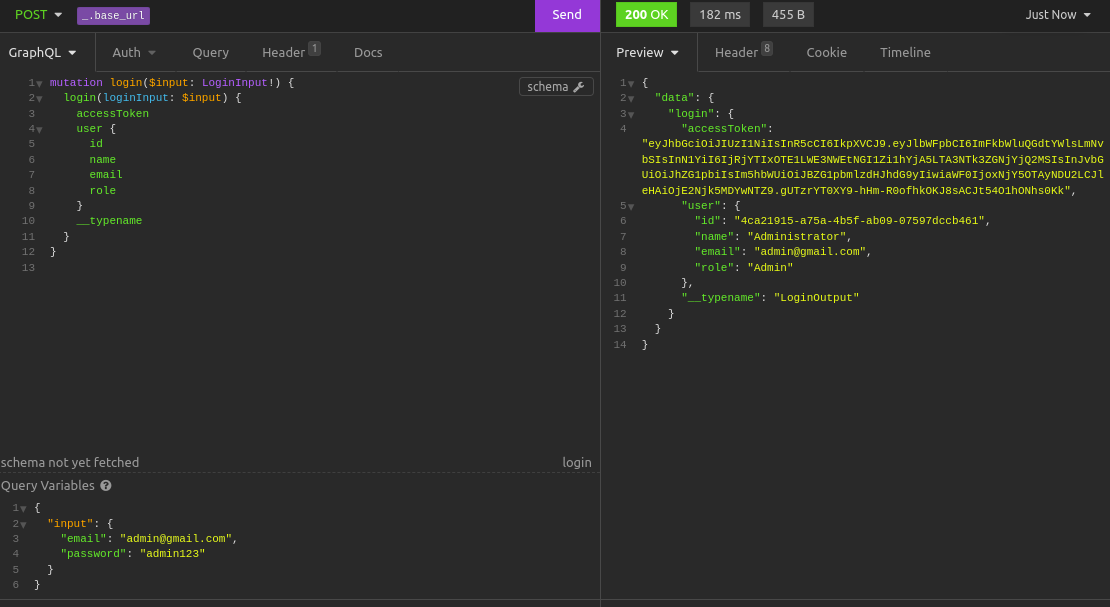 POST
_.base_url
Send
200 OK
182 ms
455 B
Just Now
GraphQL
Auth
Query
Header 1
Docs
Preview
Header 8
Cookie
Timeline
schema
1 mutation login($input: LoginInput!) {
2 login(loginInput: $input) {
3 accessToken
4 user {
5 id
6 name
7 email
8 role
9 }
10 __typename
11 }
12 }
13
schema not yet fetched
login
Query Variables ?
1 {
2 "input": {
3 "email": "admin@gmail.com",
4 "password": "admin123"
5 }
6 }
1 {
2 "data": {
3 "login": {
4 "accessToken":
"eyJhbGciOiJIUzI1NiIsInR5cCI6IkpXVCJ9.eyJlbWFpbCI6ImFkbWluQGdtYWlsLmNv
bSIsInN1YiI6IjRjYTIxOTE1LWE3NWEtNGI1Zi1hYjA5LTA3NTk3ZGNjYjQ2MSIsInJvbG
UiOiJhZG1pbiIsIm5hbWUiOiJBZG1pbmlzdHJhdG9yIiwiaWF0IjoxNjY5OTAyNDU2LCJl
eHAiOjE2Njk5MDYwNTZ9.gUTzrYT0XY9-hHm-R0ofhkOKJ8sACJt54O1hONhs0Kk",
5 "user": {
6 "id": "4ca21915-a75a-4b5f-ab09-07597dccb461",
7 "name": "Administrator",
8 "email": "admin@gmail.com",
9 "role": "Admin"
10 },
11 "__typename": "LoginOutput"
12 }
13 }
14 }